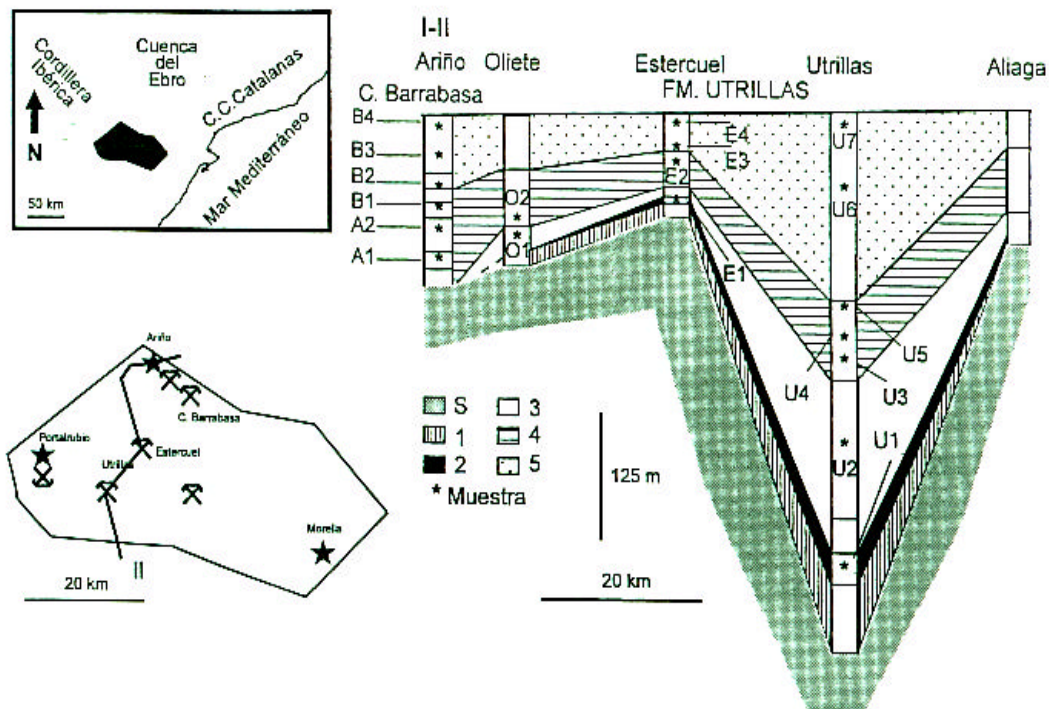 Cordillera
Ibérica
Cuenca
del
Ebro
C.C.Catalanas
Mar Mediterráneo
N
50 km
I-II
Ariño Oliete Estercuel Utrillas Aliaga
C. Barrabasa FM. UTRILLAS
B4
B3
B2
B1
A2
A1
O2
O1
E4
E3
E2
E1
U7
U6
U5
U4
U3
U1
U2
S 3
1 4
2 5
* Muestra
125 m
20 km
Ariño
C. Barrabasa
Portalrubio
Estercuel
Utrillas
Morella
II
20 km